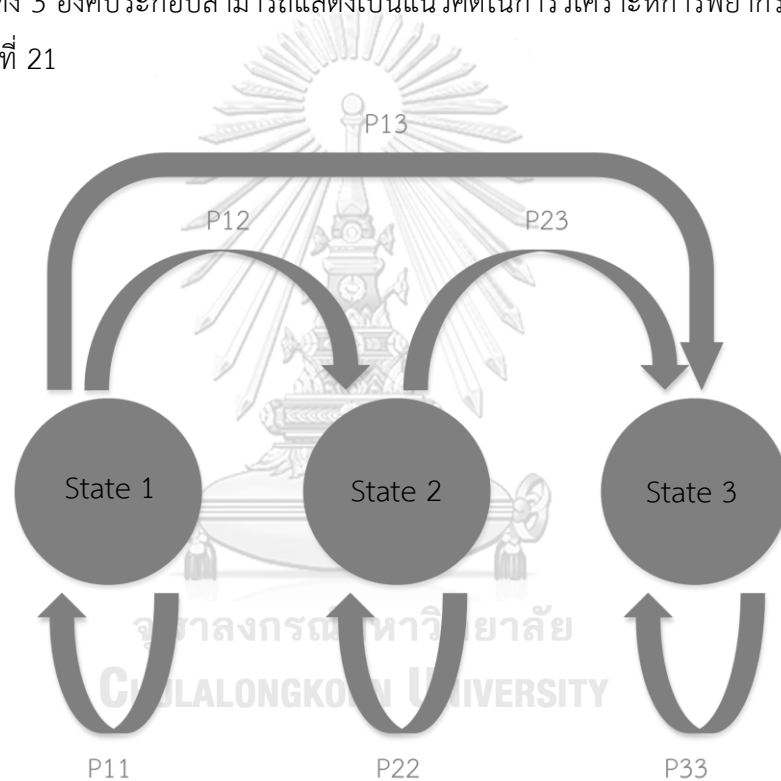 ทั้ง 3 องค์ประกอบสามารถแสดงเป็นแนวคิดในการวิเคราะห์การพยากร
ที่ 21
P13
P12 P23
State 1 State 2 State 3
จุฬาลงกรณ์มหาวิทยาลัย
CHULALONGKORN UNIVERSITY
P11 P22 P33